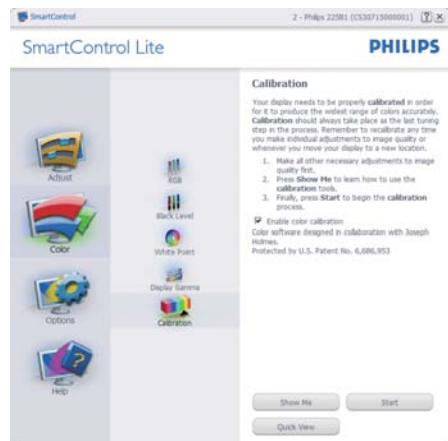 SmartControl
2 - Philips 225B1 (CS30715000001)
SmartControl Lite
PHILIPS
Adjust
Color
Options
Help
RGB
Black Level
White Point
Display Gamma
Calibration
Calibration
Your display needs to be properly calibrated in order
for it to produce the widest range of colors accurately.
Calibration should always take place as the last tuning
step in the process. Remember to recalibrate any time
you make individual adjustments to image quality or
whenever you move your display to a new location.
1. Make all other necessary adjustments to image
quality first.
2. Press Show Me to learn how to use the
calibration tools.
3. Finally, press Start to begin the calibration
process.
Enable color calibration
Color software designed in collaboration with Joseph
Holmes.
Protected by U.S. Patent No. 6,686,953
Show Me
Start
Quick View